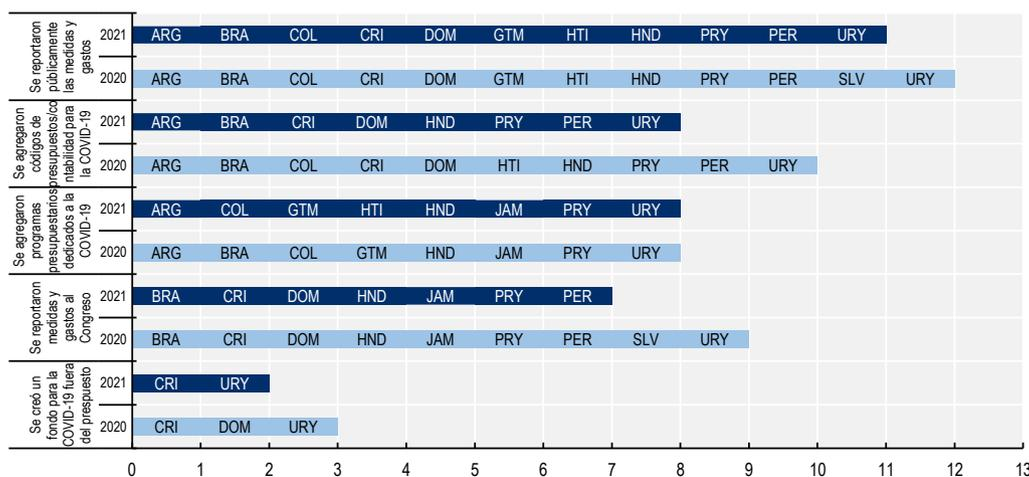 Se reportaron
públicamente
las medidas y
gastos
2021
ARG BRA COL CRI DOM GTM HTI HND PRY PER URY
2020
ARG BRA COL CRI DOM GTM HTI HND PRY PER SLV URY
Se agregaron
códigos de
presupuestos/co
ntabilidad para
la COVID-19
2021
ARG BRA CRI DOM HND PRY PER URY
2020
ARG BRA COL CRI DOM HTI HND PRY PER URY
Se agregaron
programas
presupuestarios
dedicados a la
COVID-19
2021
ARG COL GTM HTI HND JAM PRY URY
2020
ARG BRA COL GTM HND JAM PRY URY
Se reportaron
medidas y
gastos al
Congreso
2021
BRA CRI DOM HND JAM PRY PER
2020
BRA CRI DOM HND JAM PRY PER SLV URY
Se creó un
fondo para la
COVID-19 fuera
del prespuesto
2021
CRI URY
2020
CRI DOM URY
0 1 2 3 4 5 6 7 8 9 10 11 12 13